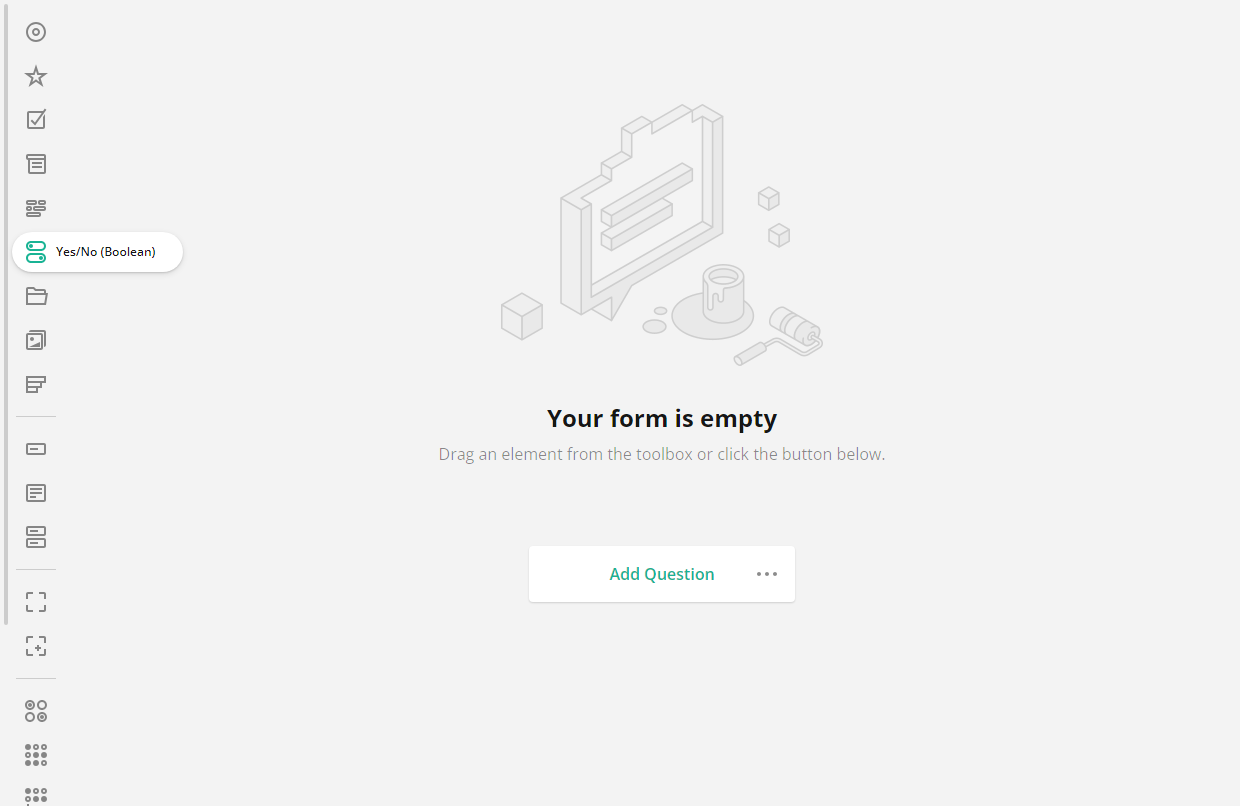 Yes/No (Boolean)
Your form is empty
Drag an element from the toolbox or click the button below.
Add Question